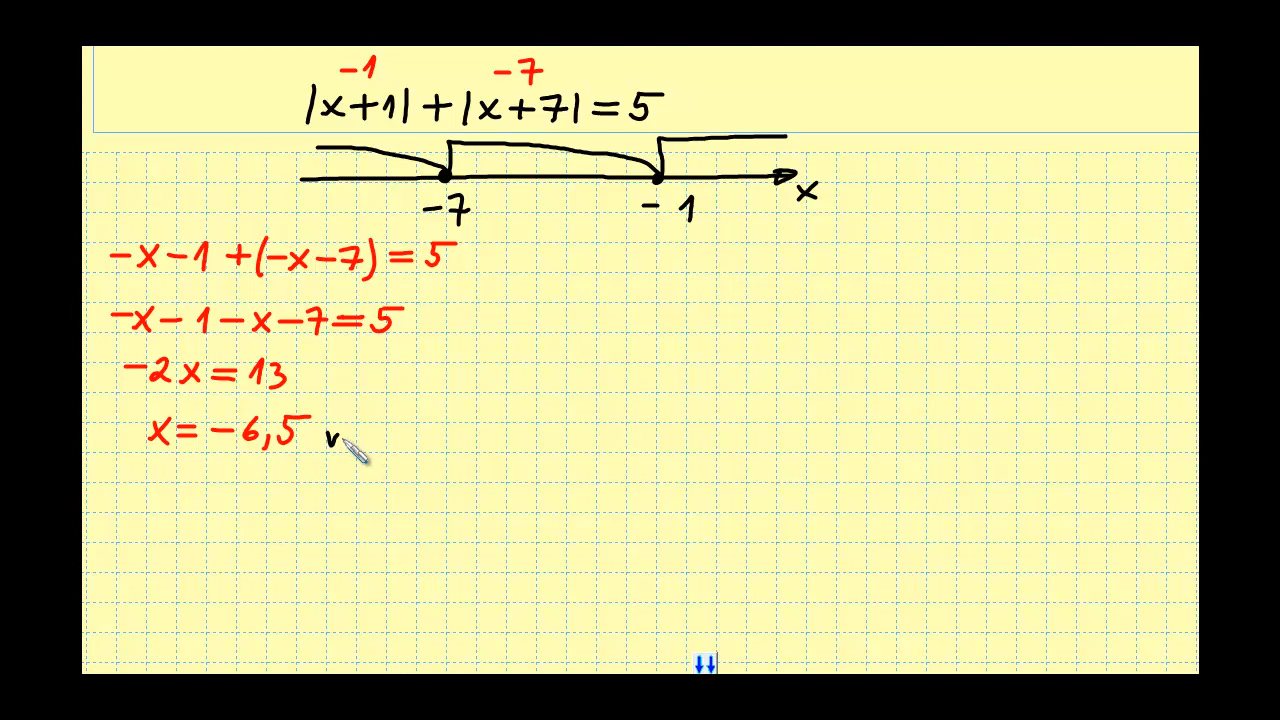 -1 -7
|x+1| + |x+7| = 5
x
-7 -1
-x-1 +(-x-7) = 5
-x-1-x-7=5
-2x=13
x=-6,5 v